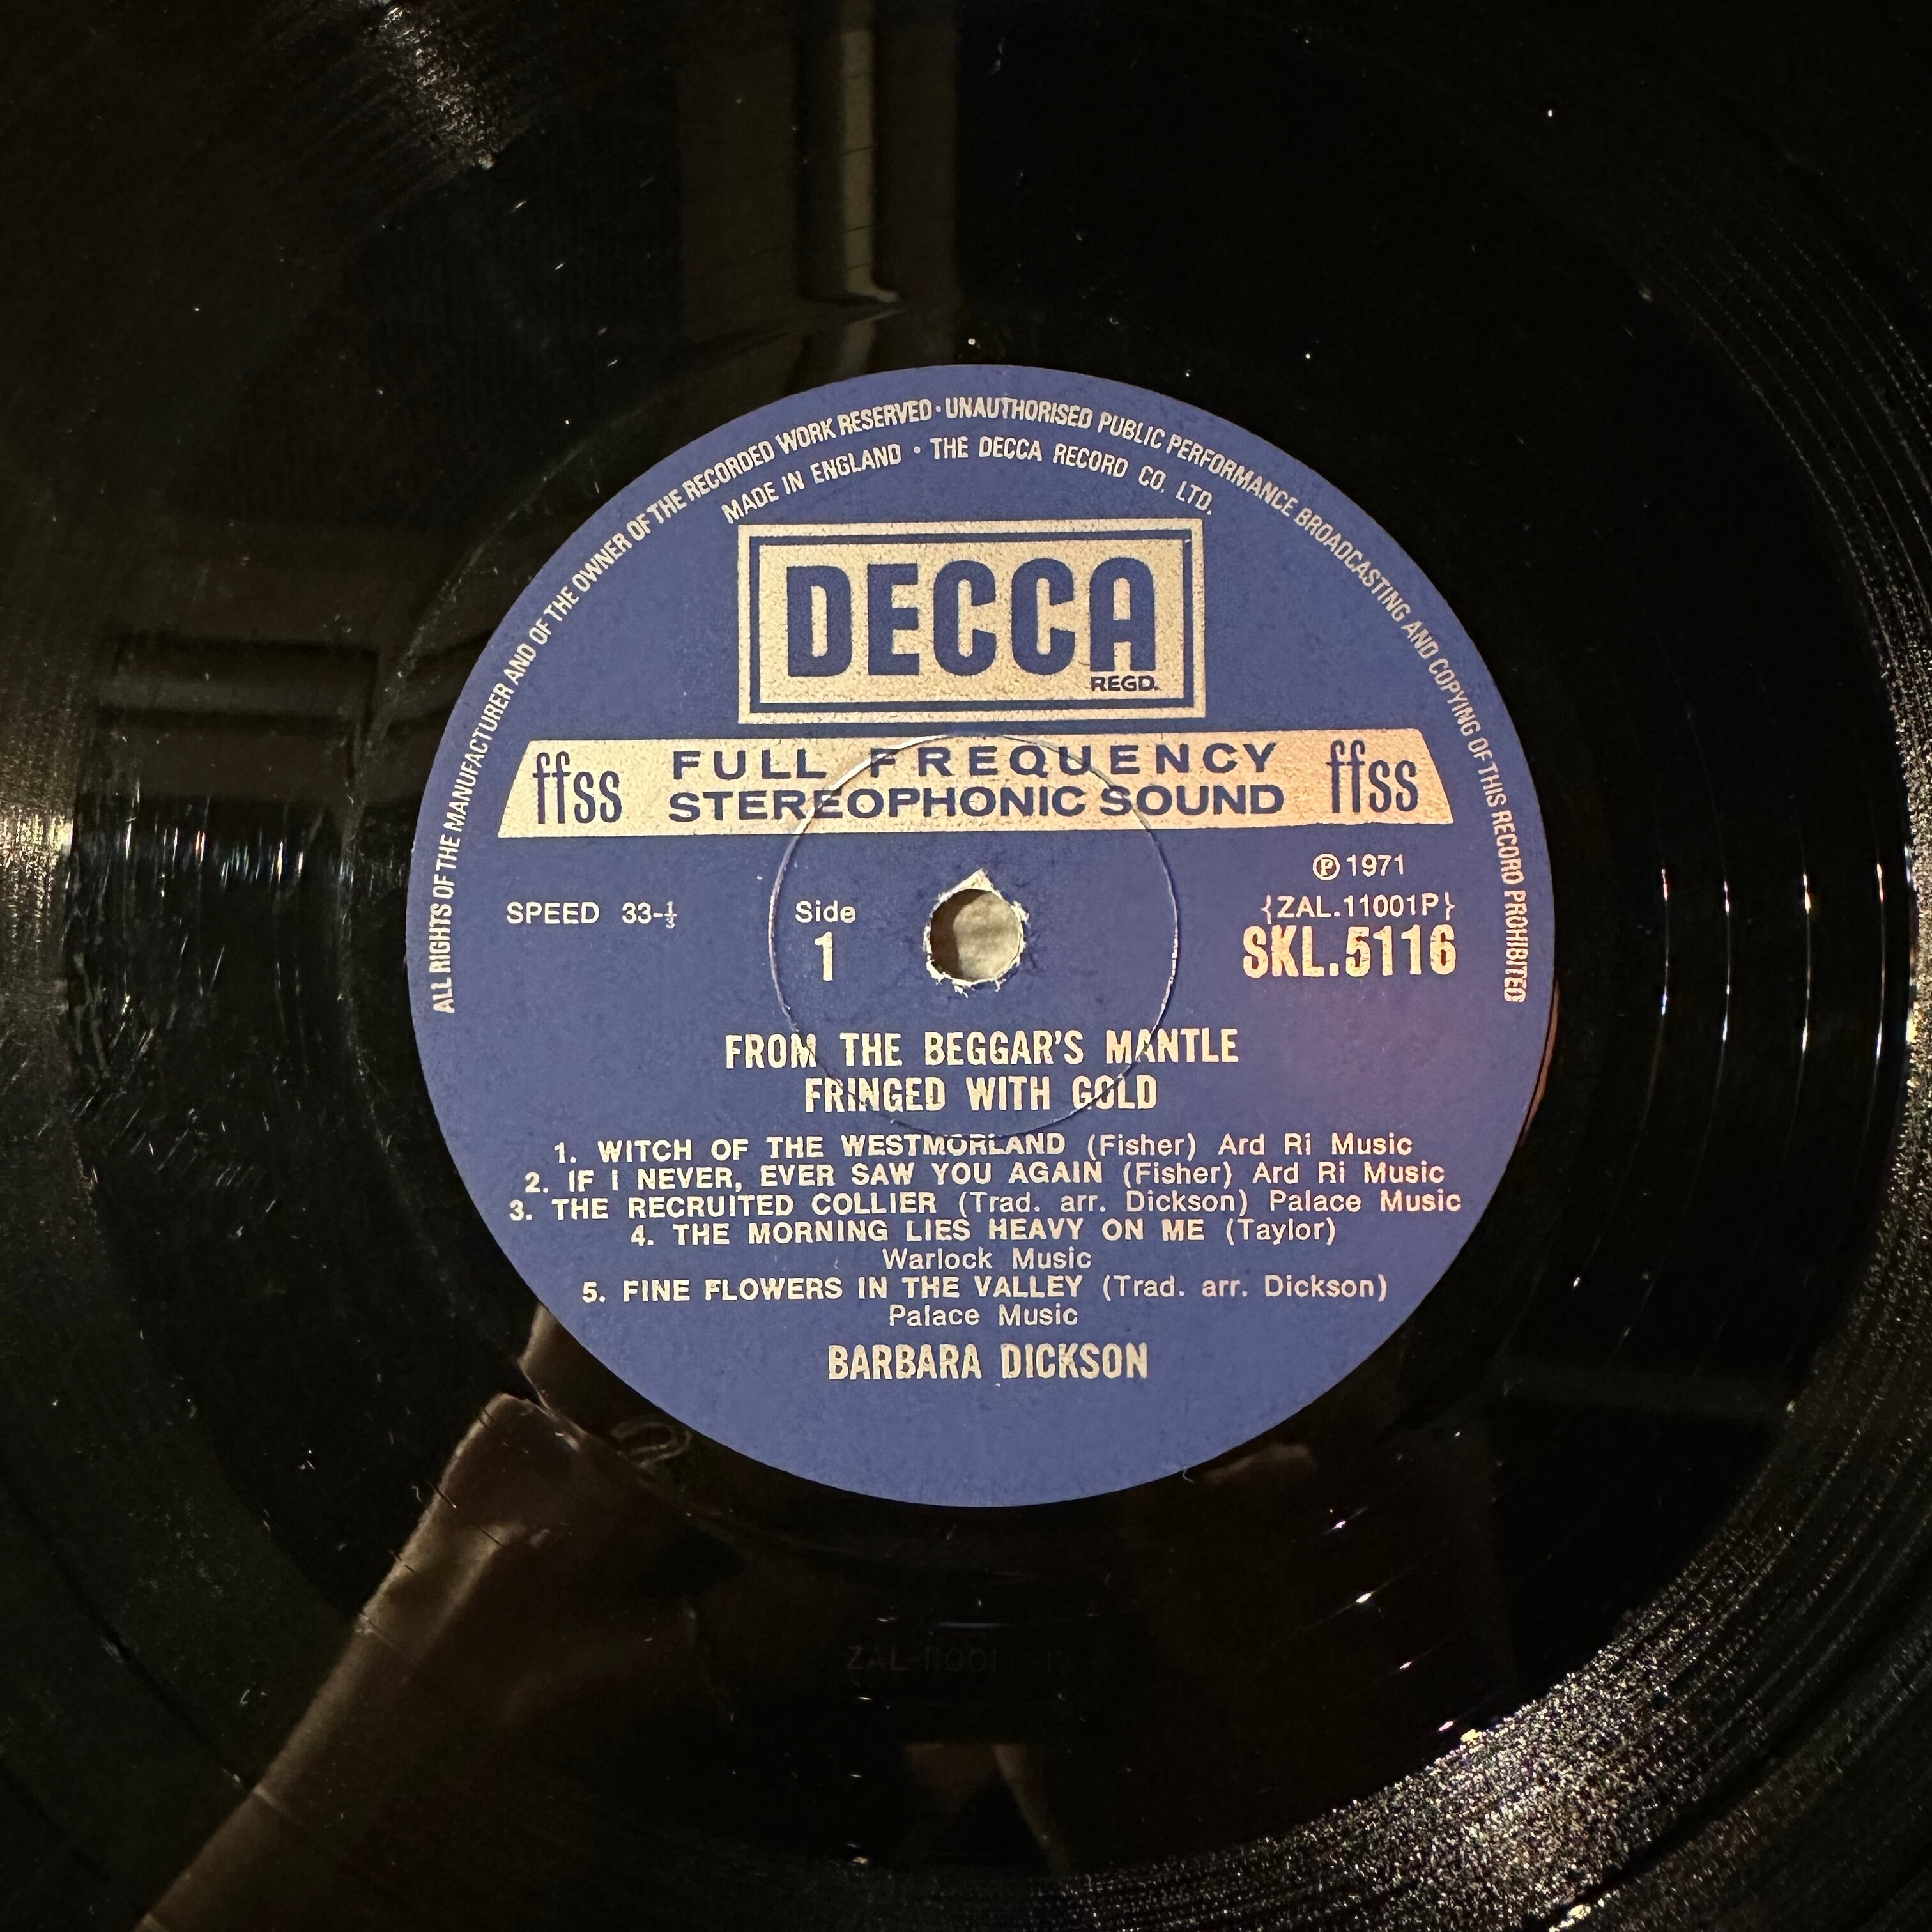 ALL RIGHTS OF THE MANUFACTURER AND OF THE OWNER OF THE RECORDED WORK RESERVED · UNAUTHORISED PUBLIC PERFORMANCE BROADCASTING AND COPYING OF THIS RECORD PROHIBITED
MADE IN ENGLAND · THE DECCA RECORD CO. LTD.
DECCA
REGD.
ffss FULL FREQUENCY STEREOPHONIC SOUND ffss
℗ 1971
SPEED 33-⅓
Side
1
{ZAL.11001P}
SKL.5116
FROM THE BEGGAR'S MANTLE
FRINGED WITH GOLD
1. WITCH OF THE WESTMORLAND (Fisher) Ard Ri Music
2. IF I NEVER, EVER SAW YOU AGAIN (Fisher) Ard Ri Music
3. THE RECRUITED COLLIER (Trad. arr. Dickson) Palace Music
4. THE MORNING LIES HEAVY ON ME (Taylor)
Warlock Music
5. FINE FLOWERS IN THE VALLEY (Trad. arr. Dickson)
Palace Music
BARBARA DICKSON